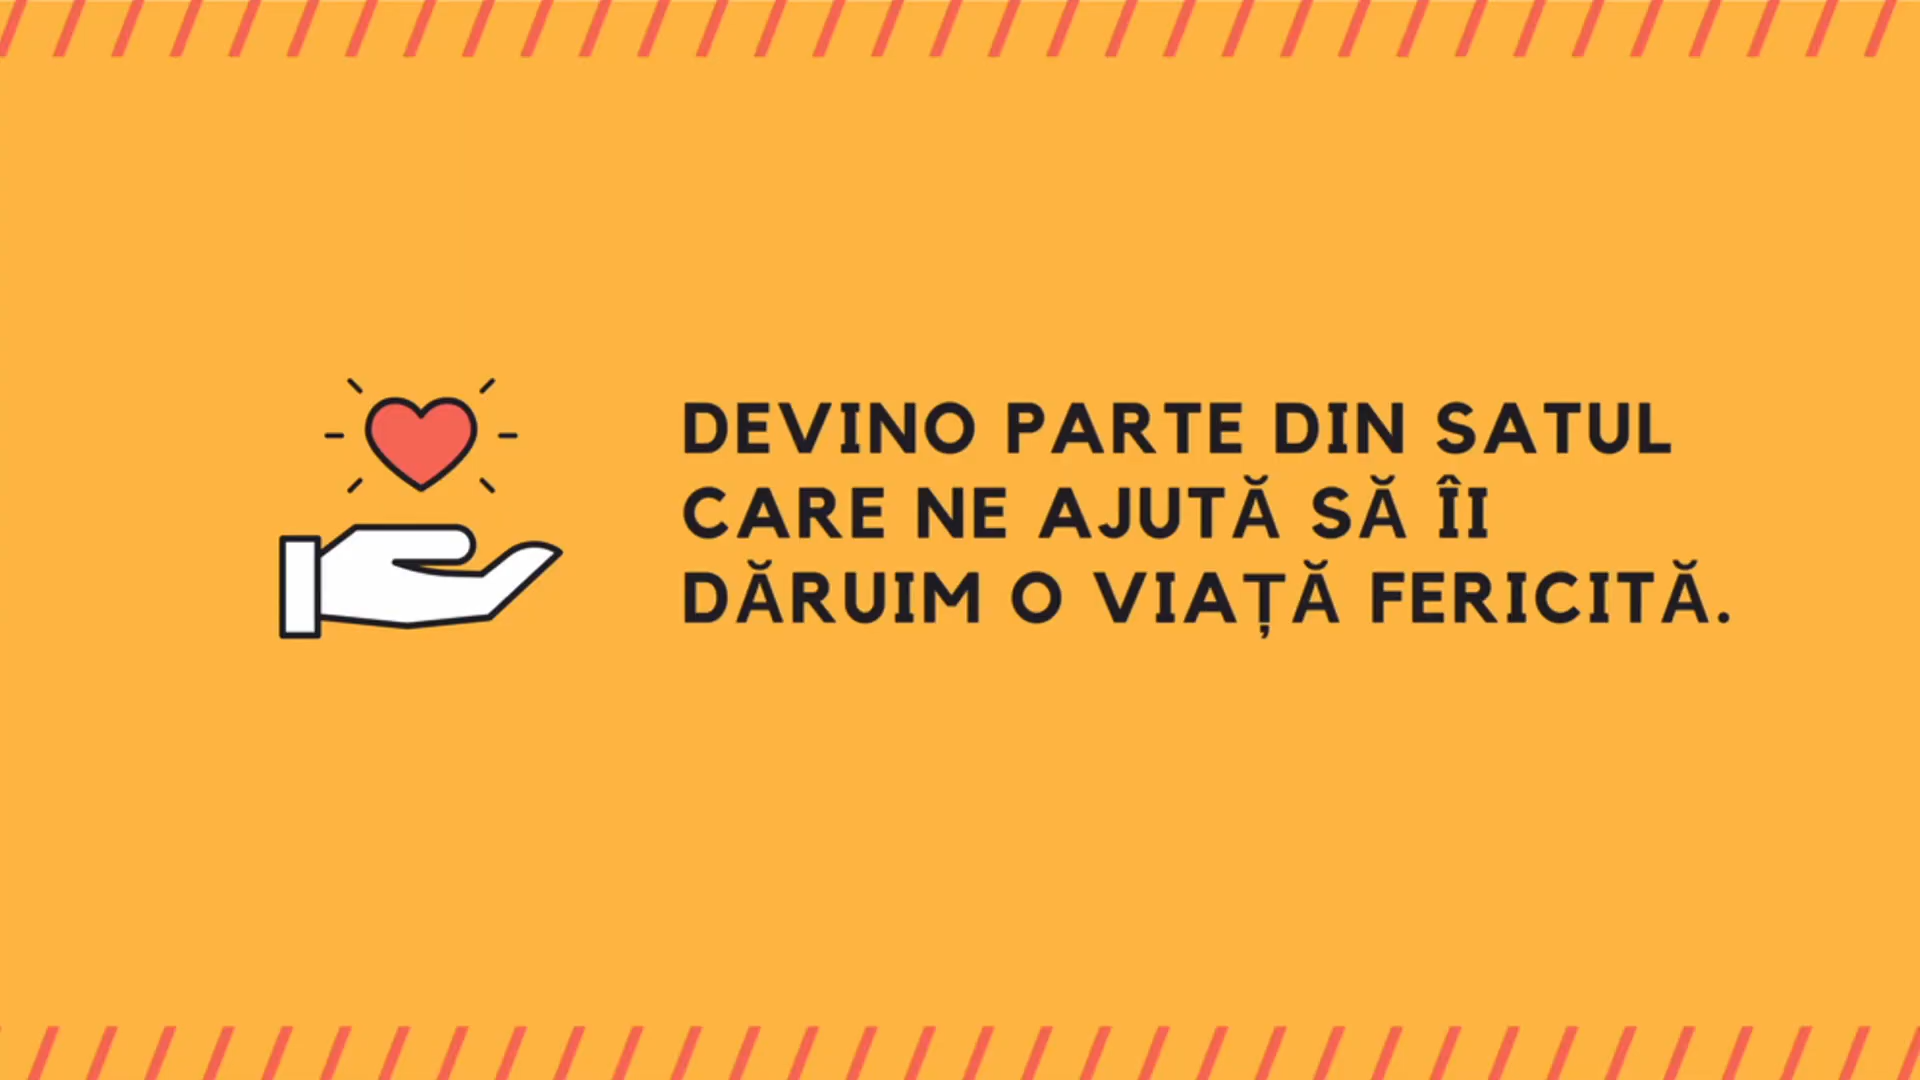 DEVINO PARTE DIN SATUL
CARE NE AJUTĂ SĂ ÎI
DĂRUIM O VIAȚĂ FERICITĂ.